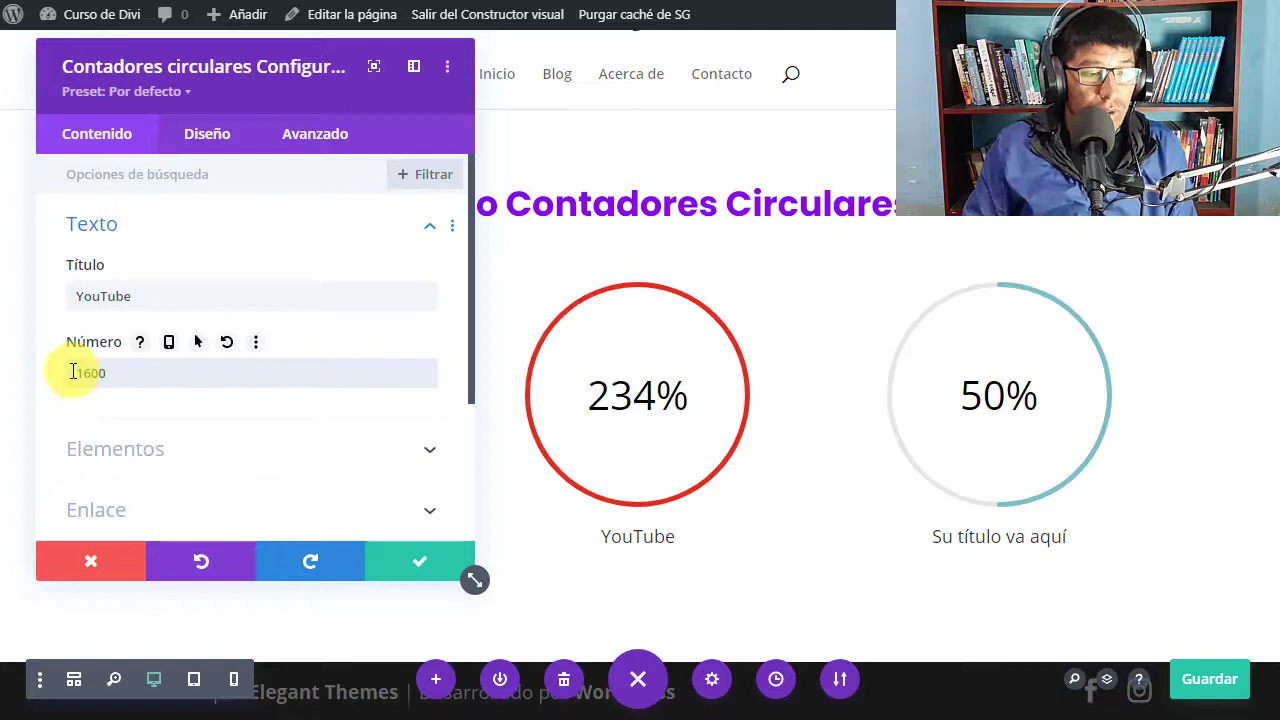 Curso de Divi
0
Añadir
Editar la página
Salir del Constructor visual
Purgar caché de SG
Contadores circulares Configur...
Preset: Por defecto
Contenido
Diseño
Avanzado
Opciones de búsqueda
+ Filtrar
Texto
Título
YouTube
Número
1600
Elementos
Enlace
Inicio
Blog
Acerca de
Contacto
o Contadores Circulares
234%
50%
YouTube
Su título va aquí
Elegant Themes | Desarrollado por
Guardar